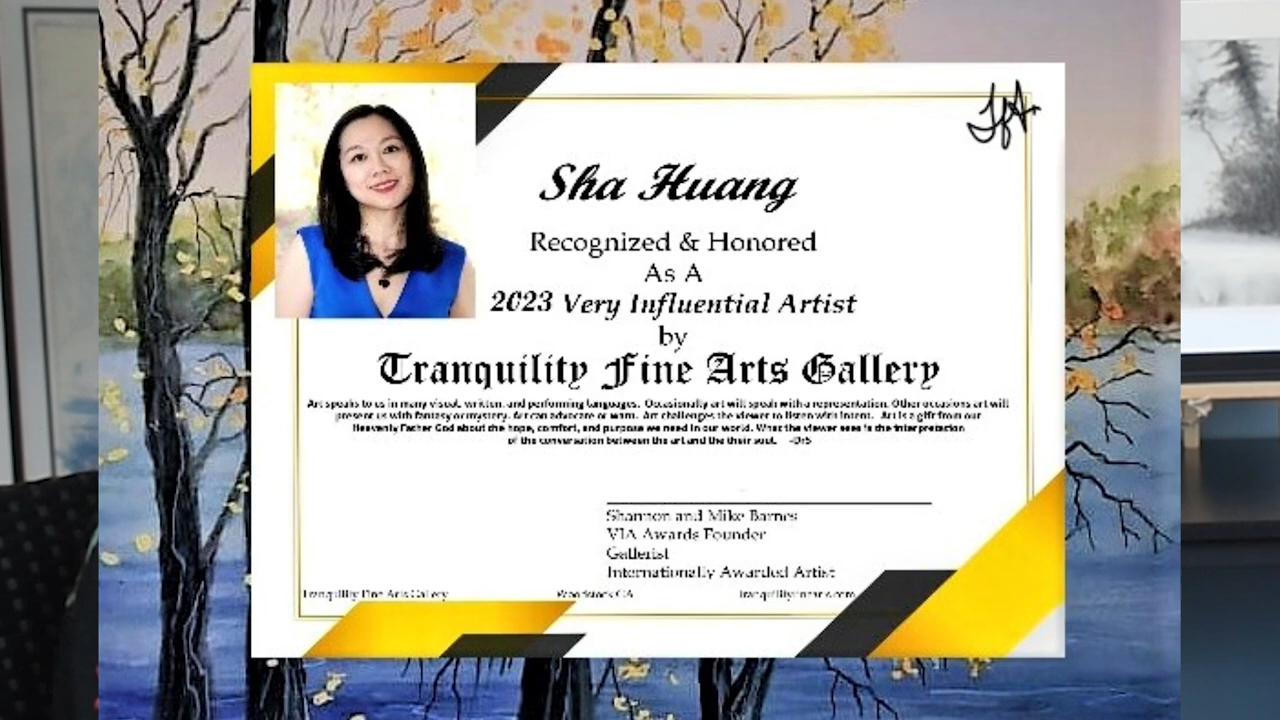 TfA
Sha Huang
Recognized & Honored
As A
2023 Very Influential Artist
by
Tranquility Fine Arts Gallery
Art speaks to us in many visual, written, and performing languages. Occasionally art will speak with a representation. Other occasions art will
present us with fantasy or mystery. Art can advocate or warn. Art challenges the viewer to listen with intent. Art is a gift from our
Heavenly Father God about the hope, comfort, and purpose we need in our world. What the viewer sees is the interpretation
of the conversation between the art and the their soul. -DrS
Shannon and Mike Barnes
VIA Awards Founder
Gallerist
Internationally Awarded Artist
Tranquility Fine Arts Gallery Woodstock GA